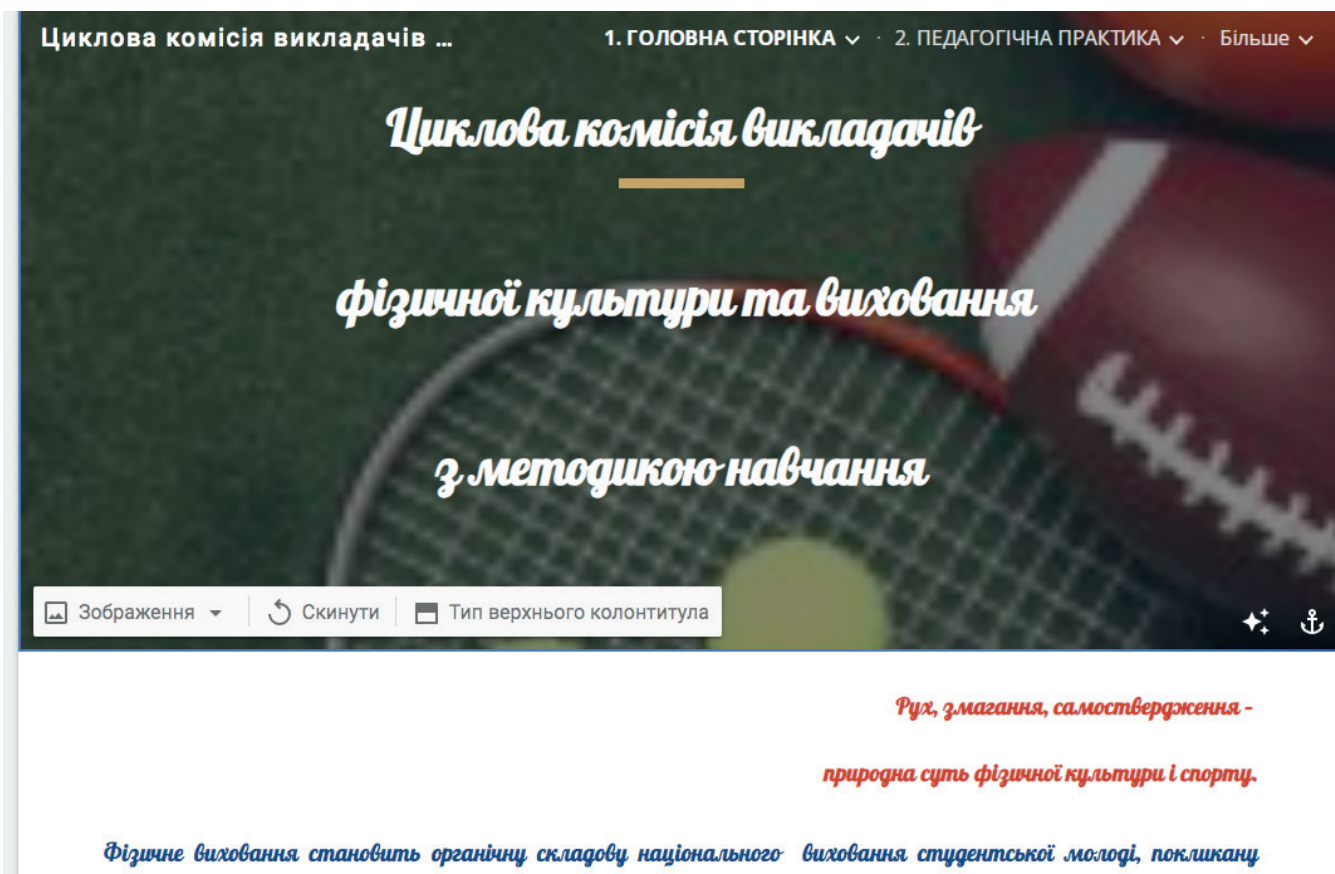 Циклова комісія викладачів ...
1. ГОЛОВНА СТОРІНКА · 2. ПЕДАГОГІЧНА ПРАКТИКА · Більше
Циклова комісія викладачів
фізичної культури та виховання
з методикою навчання
Зображення Скинути Тип верхнього колонтитула
Рух, змагання, самоствердження -
природна суть фізичної культури і спорту.
Фізичне виховання становить органічну складову національного виховання студентської молоді, покликану